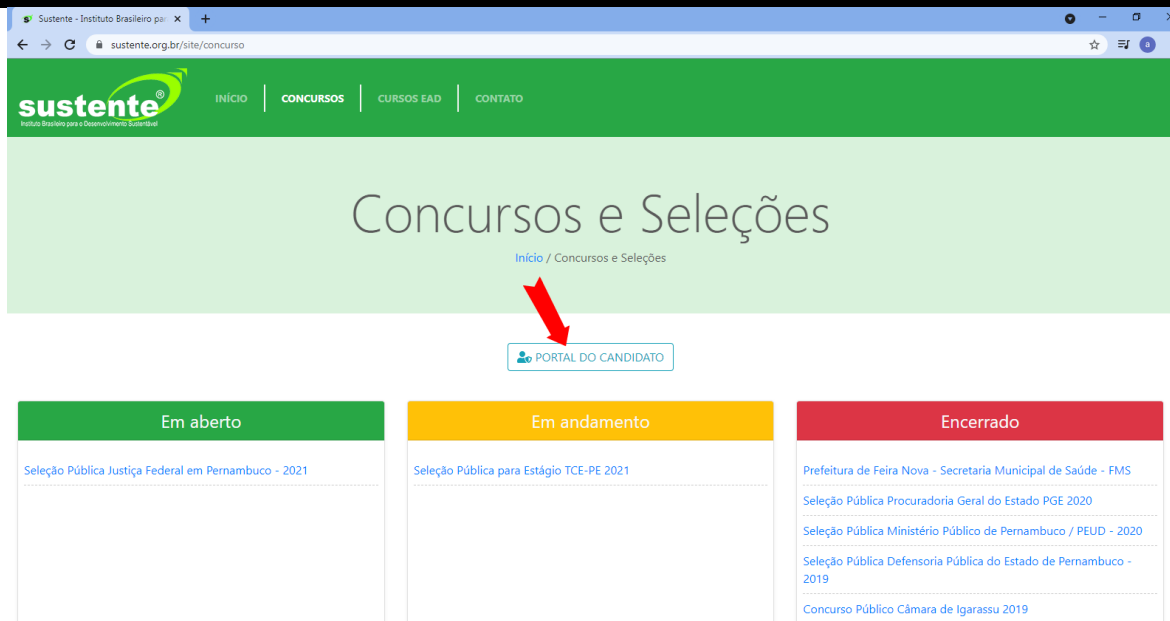 Sustente - Instituto Brasileiro par
sustente.org.br/site/concurso
a
sustente®
Instituto Brasileiro para o Desenvolvimento Sustentável
INÍCIO
CONCURSOS
CURSOS EAD
CONTATO
Concursos e Seleções
Início / Concursos e Seleções
PORTAL DO CANDIDATO
Em aberto
Seleção Pública Justiça Federal em Pernambuco - 2021
Em andamento
Seleção Pública para Estágio TCE-PE 2021
Encerrado
Prefeitura de Feira Nova - Secretaria Municipal de Saúde - FMS
Seleção Pública Procuradoria Geral do Estado PGE 2020
Seleção Pública Ministério Público de Pernambuco / PEUD - 2020
Seleção Pública Defensoria Pública do Estado de Pernambuco -
2019
Concurso Público Câmara de Igarassu 2019